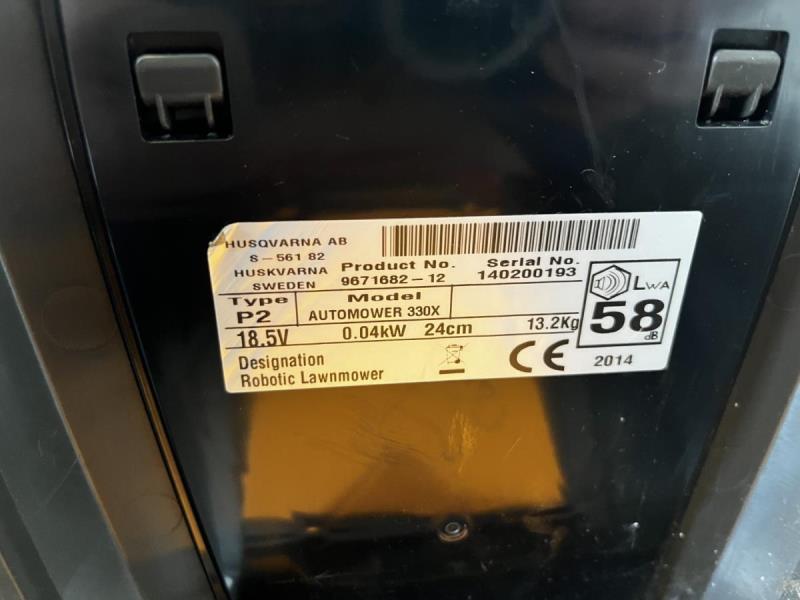 HUSQVARNA AB
S-561 82
HUSKVARNA
SWEDEN
Product No.
9671682-12
Serial No.
140200193
Type
P2
Model
AUTOMOWER 330X
18.5V 0.04kW 24cm 13.2Kg
LWA
58
dB
Designation
Robotic Lawnmower
CE
2014